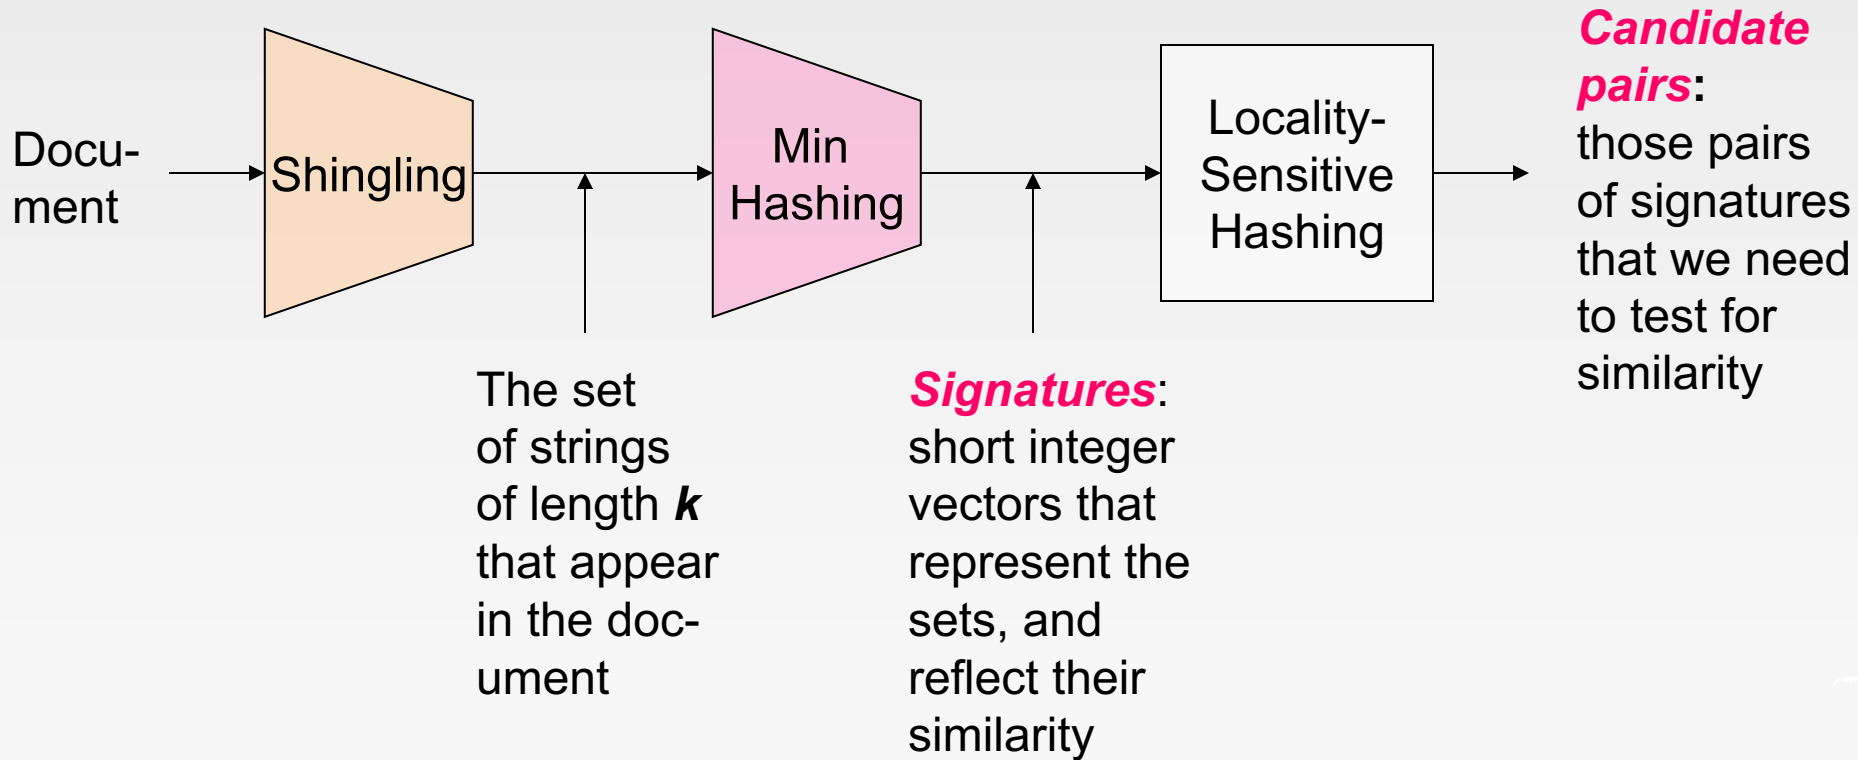 Docu-
ment
Shingling
Min
Hashing
Locality-
Sensitive
Hashing
Candidate
pairs:
those pairs
of signatures
that we need
to test for
similarity
The set
of strings
of length k
that appear
in the doc-
ument
Signatures:
short integer
vectors that
represent the
sets, and
reflect their
similarity